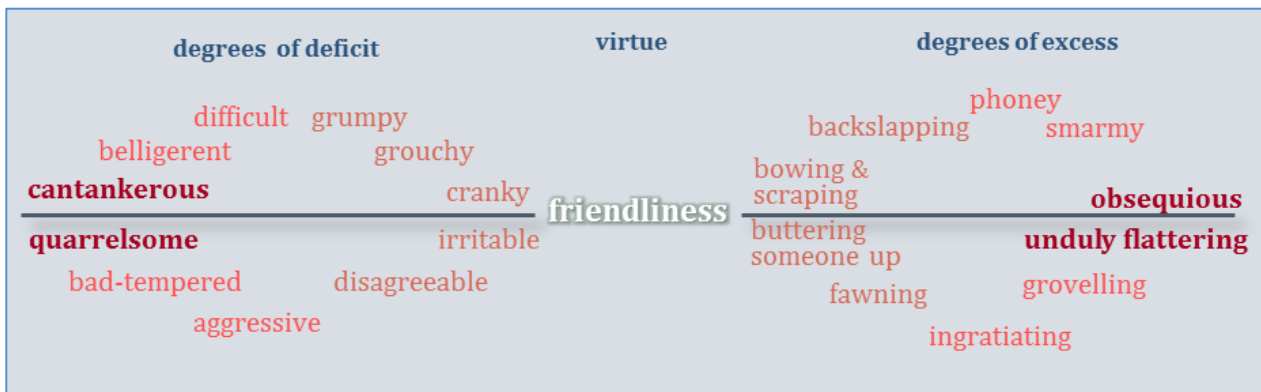 degrees of deficit
virtue
degrees of excess
difficult
grumpy
belligerent
grouchy
cantankerous
cranky
quarrelsome
irritable
bad-tempered
disagreeable
aggressive
friendliness
phoney
backslapping
smarmy
bowing &
scraping
obsequious
buttering
someone up
unduly flattering
fawning
grovelling
ingratiating